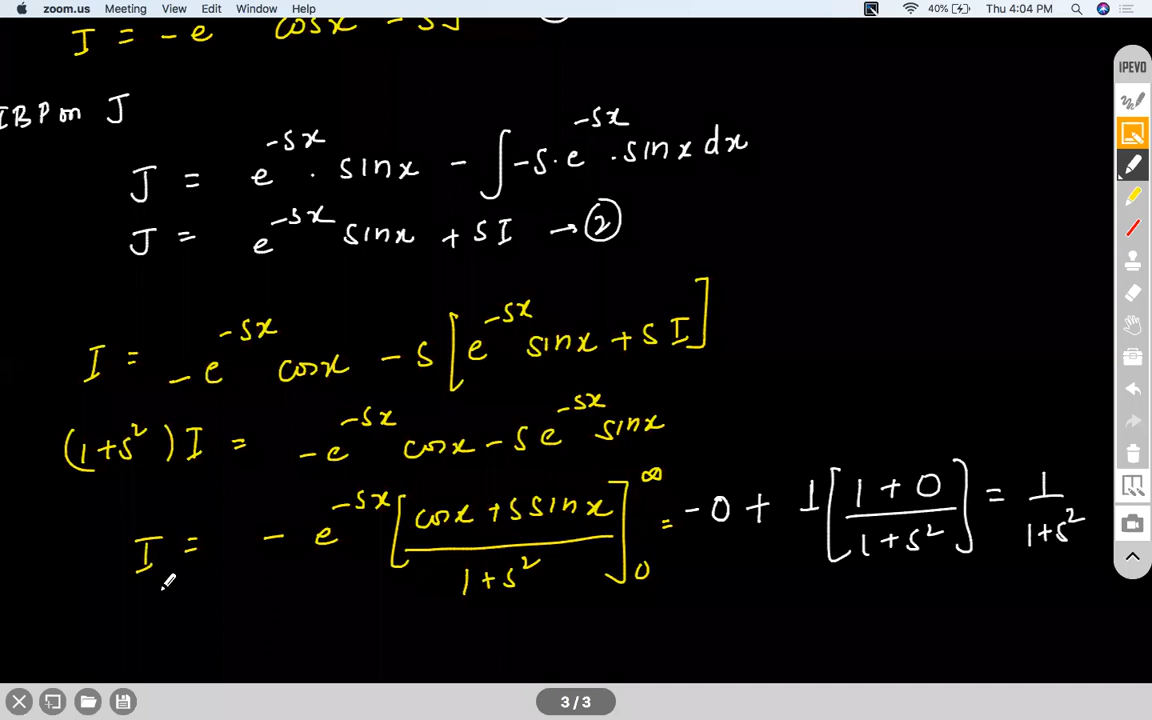 zoom.us Meeting View Edit Window Help 40% Thu 4:04 PM
I = -e cosx - sJ
IPEVO
IBP on J
J = e^{-sx} · sinx - ∫ -s·e^{-sx} · sinx dx
J = e^{-sx} sinx + sI → ②
I = -e^{-sx} cosx - s [e^{-sx} sinx + sI]
(1+s²) I = -e^{-sx} cosx - se^{-sx} sinx
I = -e^{-sx} [(cosx + s sinx)/(1+s²)]_0^∞ = -0 + 1[(1+0)/(1+s²)] = 1/(1+s²)
3/3